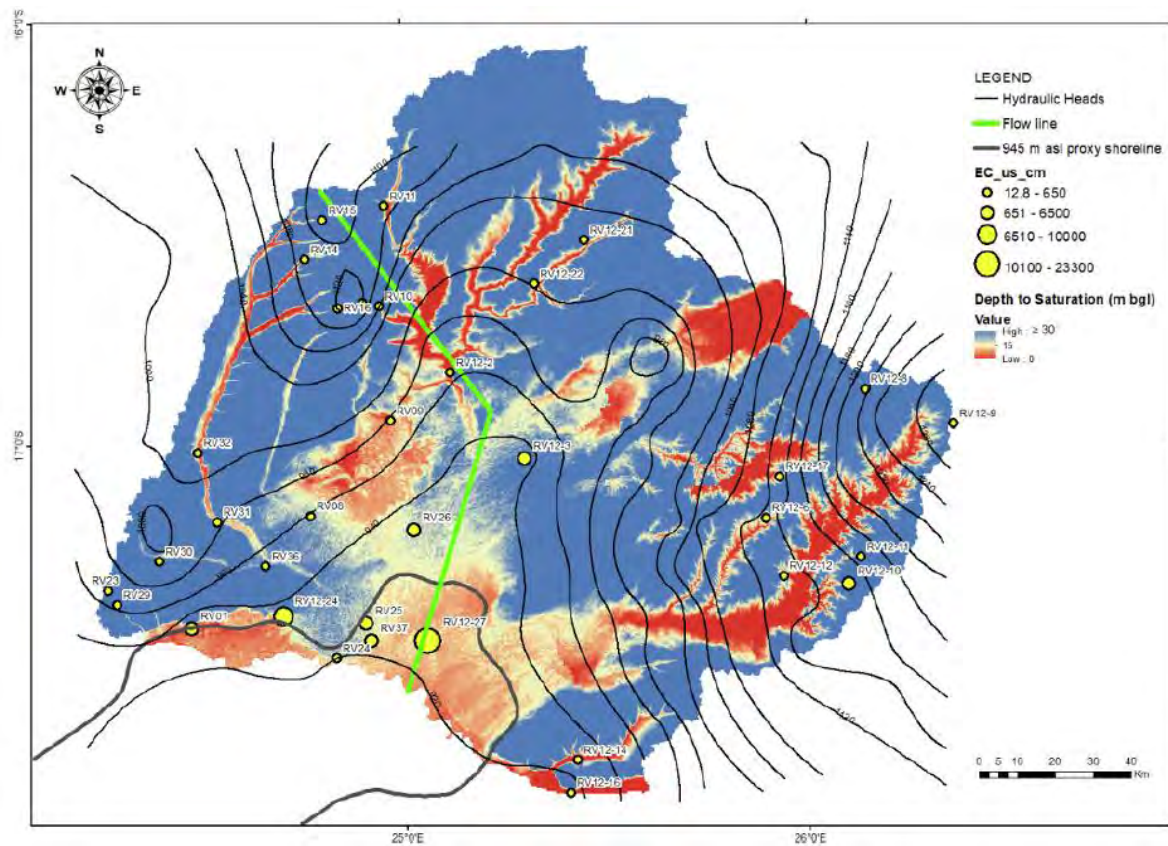 16°0'S
17°0'S
25°0'E
26°0'E
N
W E
S
LEGEND
Hydraulic Heads
Flow line
945 m asl proxy shoreline
EC_us_cm
12.8 - 650
651 - 6500
6510 - 10000
10100 - 23300
Depth to Saturation (m bgl)
Value
High : ≥ 30
15
Low : 0
RV11
RV15
RV12-21
RV14
RV12-22
RV10
RV16
RV12-2
RV12-8
RV09
RV12-9
RV32
RV12-3
RV12-17
RV08
RV31
RV26
RV12-6
RV30
RV36
RV12-11
RV12-12
RV12-10
RV23
RV29
RV12-24
RV01
RV25
RV37
RV12-27
RV24
RV12-14
RV12-16
1120
0 5 10 20 30 40
Km